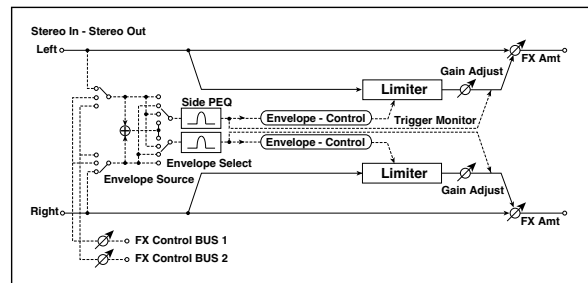 Stereo In - Stereo Out
Left
FX Amt
Gain Adjust
Limiter
Side PEQ
Envelope - Control
Trigger Monitor
Envelope - Control
Envelope Select
Envelope Source
Limiter
Gain Adjust
Right
FX Amt
FX Control BUS 1
FX Control BUS 2